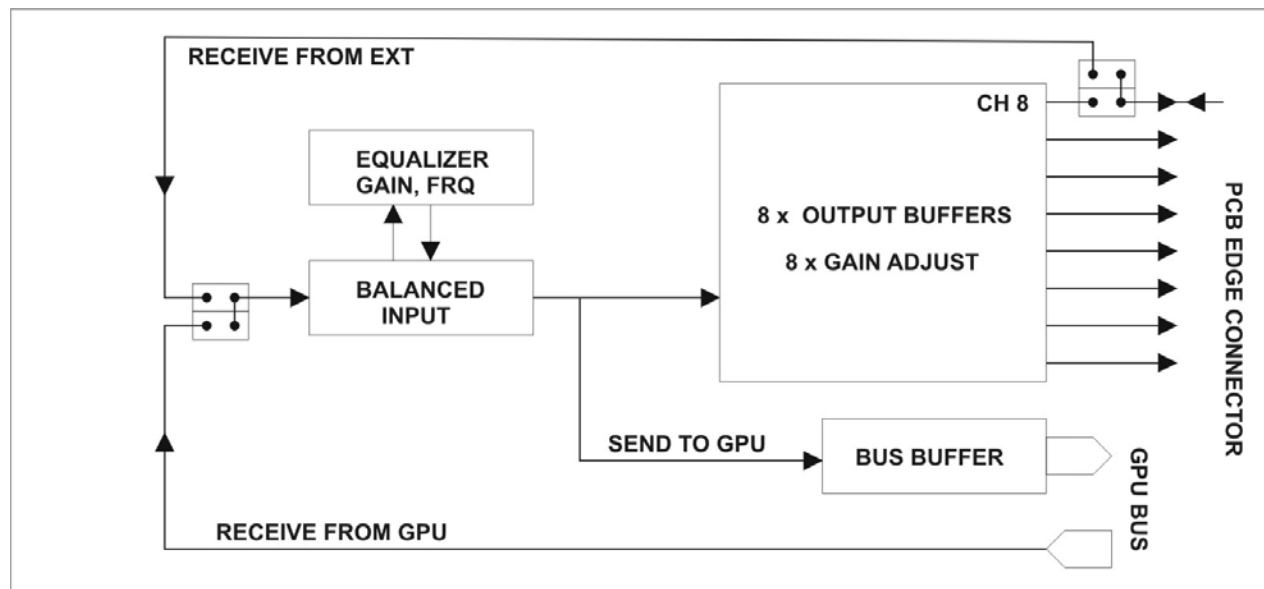 RECEIVE FROM EXT
CH 8
EQUALIZER
GAIN, FRQ
8 x OUTPUT BUFFERS
8 x GAIN ADJUST
BALANCED
INPUT
PCB EDGE CONNECTOR
SEND TO GPU
BUS BUFFER
GPU BUS
RECEIVE FROM GPU